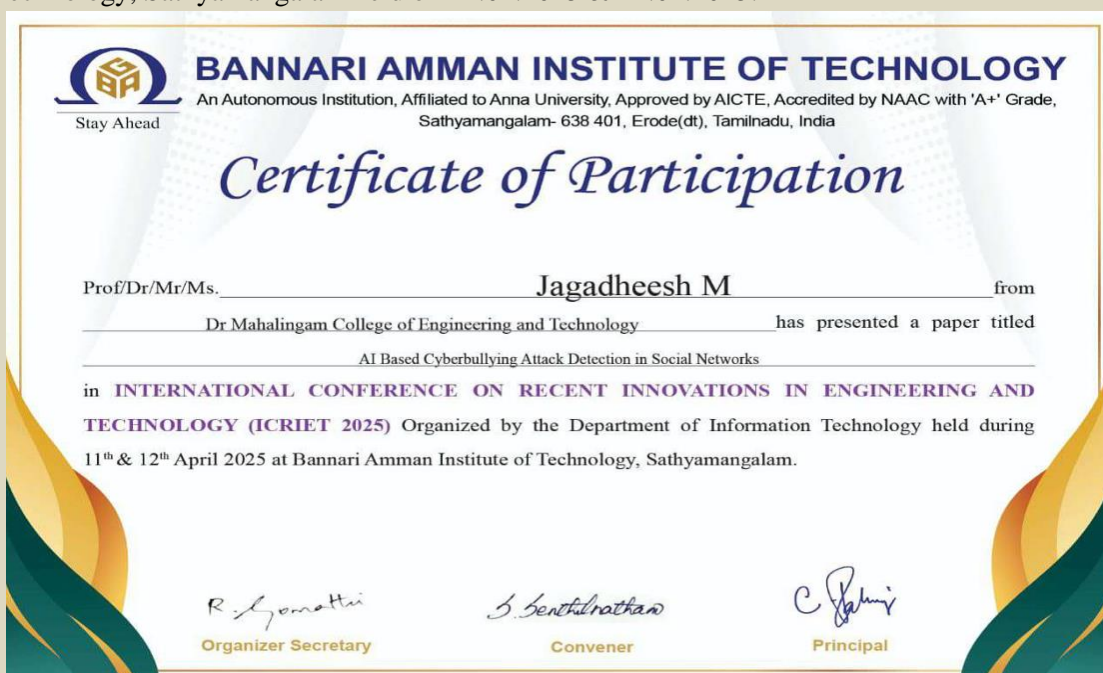 BANNARI AMMAN INSTITUTE OF TECHNOLOGY
An Autonomous Institution, Affiliated to Anna University, Approved by AICTE, Accredited by NAAC with 'A+' Grade,
Stay Ahead
Sathyamangalam- 638 401, Erode(dt), Tamilnadu, India
Certificate of Participation
Prof/Dr/Mr/Ms. Jagadheesh M from
Dr Mahalingam College of Engineering and Technology has presented a paper titled
AI Based Cyberbullying Attack Detection in Social Networks
in INTERNATIONAL CONFERENCE ON RECENT INNOVATIONS IN ENGINEERING AND
TECHNOLOGY (ICRIET 2025) Organized by the Department of Information Technology held during
11th & 12th April 2025 at Bannari Amman Institute of Technology, Sathyamangalam.
S. Senthilnathan
Organizer Secretary Convener Principal